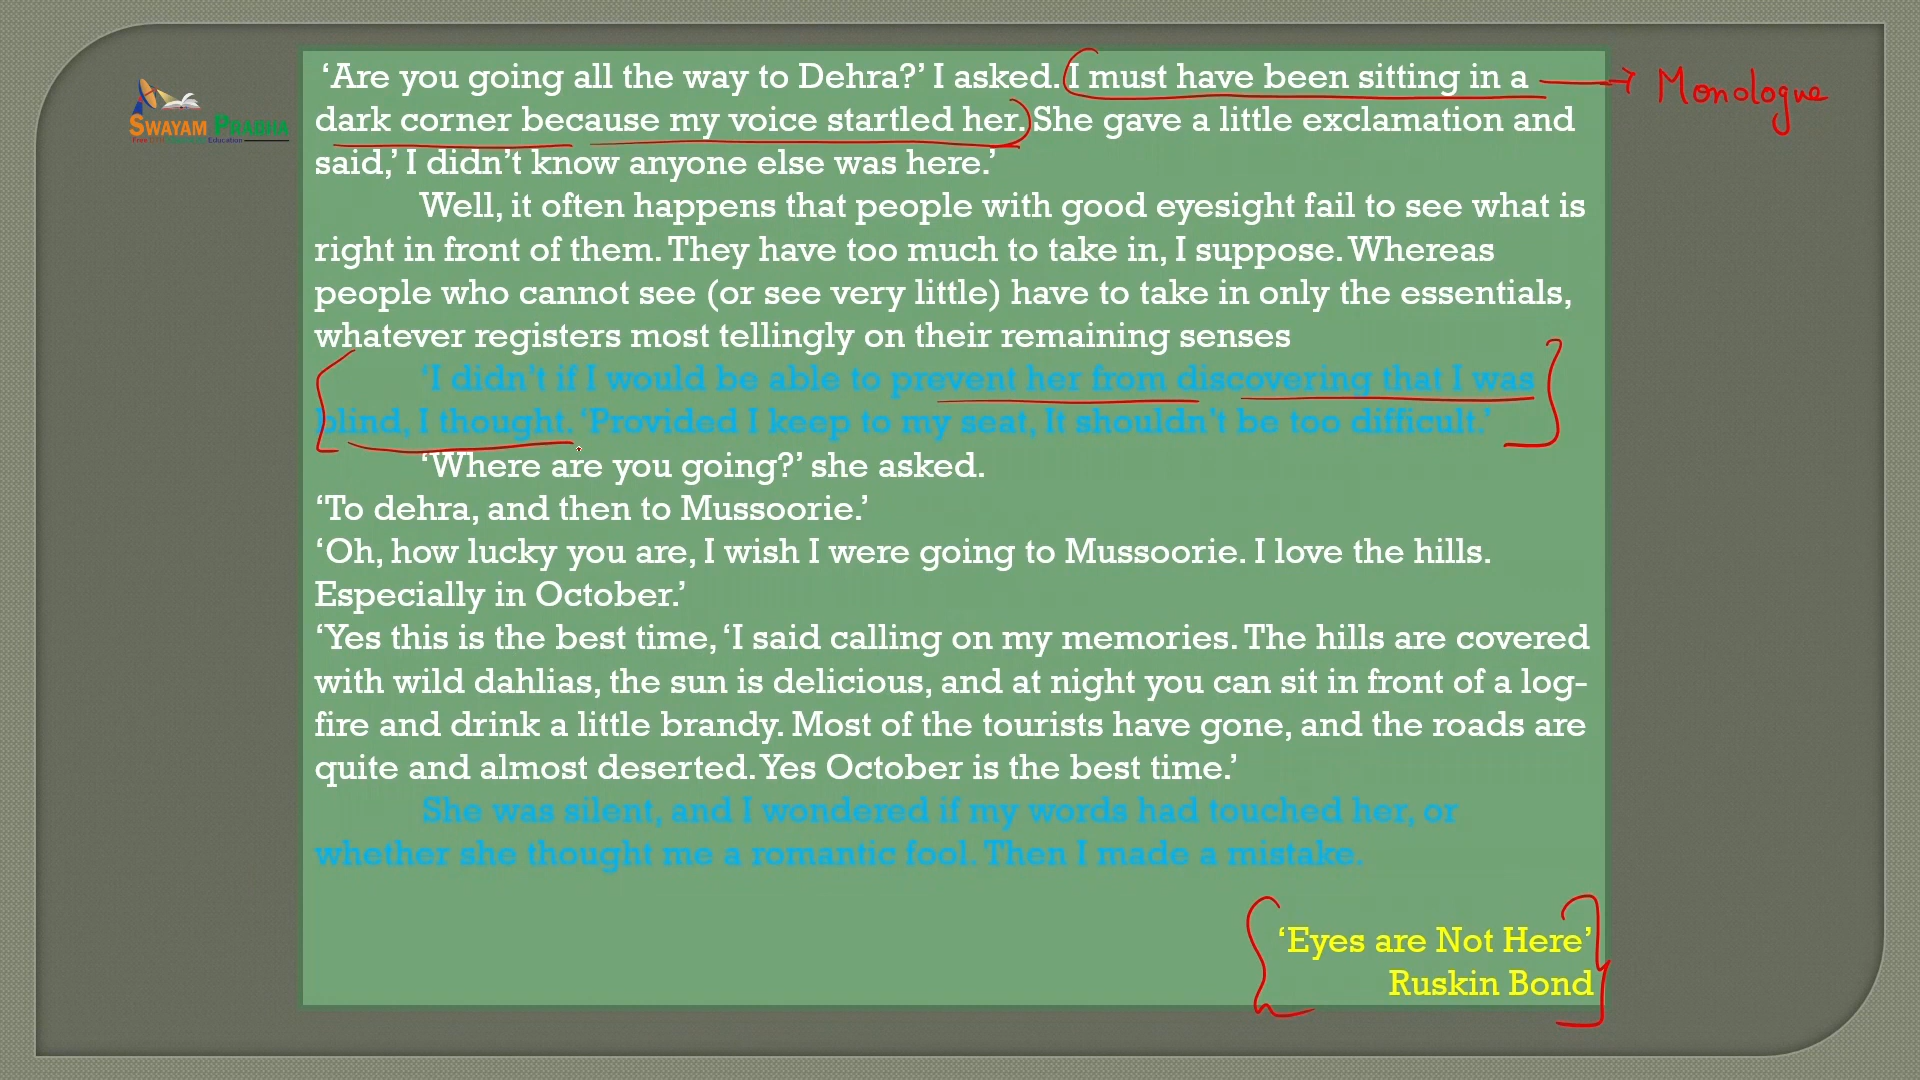 ‘Are you going all the way to Dehra?’ I asked. I must have been sitting in a
dark corner because my voice startled her. She gave a little exclamation and
said,’ I didn’t know anyone else was here.’
Well, it often happens that people with good eyesight fail to see what is
right in front of them. They have too much to take in, I suppose. Whereas
people who cannot see (or see very little) have to take in only the essentials,
whatever registers most tellingly on their remaining senses
‘I didn’t if I would be able to prevent her from discovering that I was
blind, I thought. ‘Provided I keep to my seat, It shouldn’t be too difficult.’
‘Where are you going?’ she asked.
‘To dehra, and then to Mussoorie.’
‘Oh, how lucky you are, I wish I were going to Mussoorie. I love the hills.
Especially in October.’
‘Yes this is the best time, ‘I said calling on my memories. The hills are covered
with wild dahlias, the sun is delicious, and at night you can sit in front of a log-
fire and drink a little brandy. Most of the tourists have gone, and the roads are
quite and almost deserted. Yes October is the best time.’
She was silent, and I wondered if my words had touched her, or
whether she thought me a romantic fool. Then I made a mistake.
‘Eyes are Not Here’
Ruskin Bond
Monologue
SWAYAM PRABHA